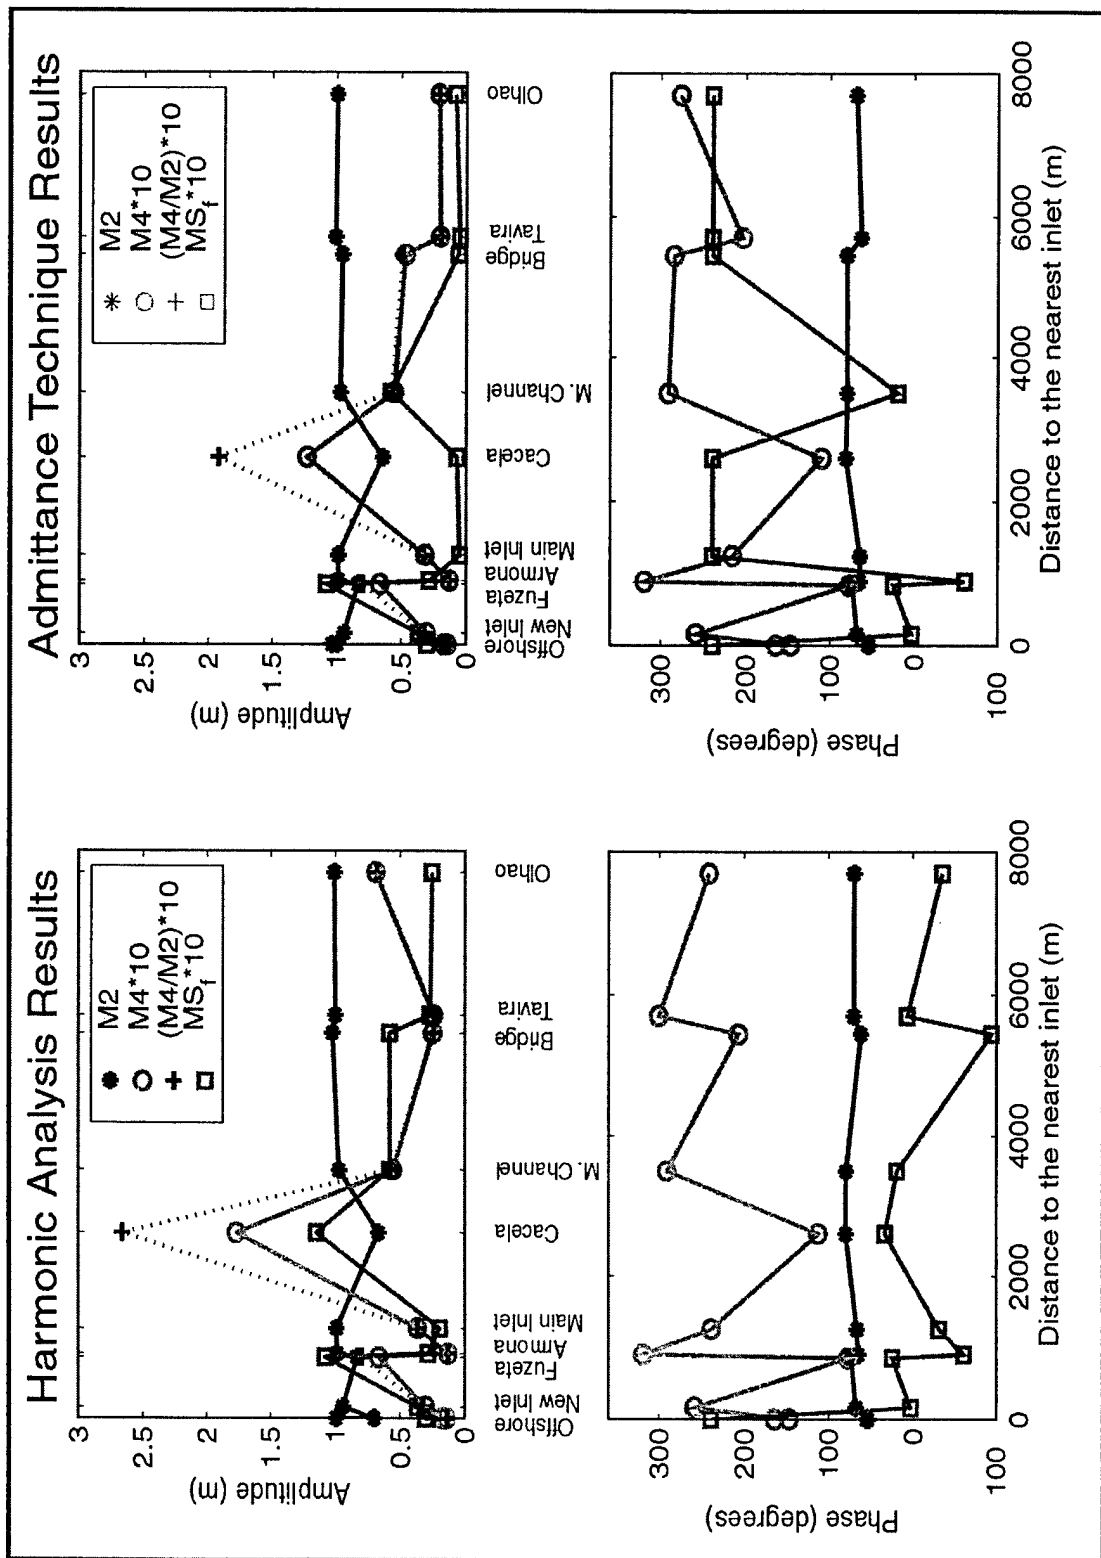 Harmonic Analysis Results
3
2.5
2
1.5
1
0.5
0
Amplitude (m)
M2
M4*10
(M4/M2)*10
MSf*10
Offshore
New Inlet
Fuzeta
Armona
Main Inlet
Cacela
M. Channel
Bridge
Tavira
Olhao
300
200
100
0
100
Phase (degrees)
0
2000
4000
6000
8000
Distance to the nearest inlet (m)
Admittance Technique Results
3
2.5
2
1.5
1
0.5
0
Amplitude (m)
M2
M4*10
(M4/M2)*10
MSf*10
Offshore
New Inlet
Fuzeta
Armona
Main Inlet
Cacela
M. Channel
Bridge
Tavira
Olhao
300
200
100
0
100
Phase (degrees)
0
2000
4000
6000
8000
Distance to the nearest inlet (m)